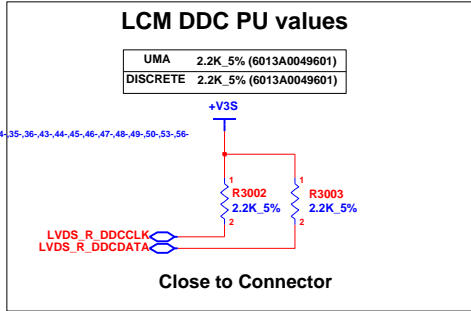 LCM DDC PU values
UMA 2.2K_5% (6013A0049601)
DISCRETE 2.2K_5% (6013A0049601)
+V3S
4-,35-,36-,43-,44-,45-,46-,47-,48-,49-,50-,53-,56-
1 1
R3002 R3003
2.2K_5% 2.2K_5%
2 2
LVDS_R_DDCCLK
LVDS_R_DDCDATA
Close to Connector